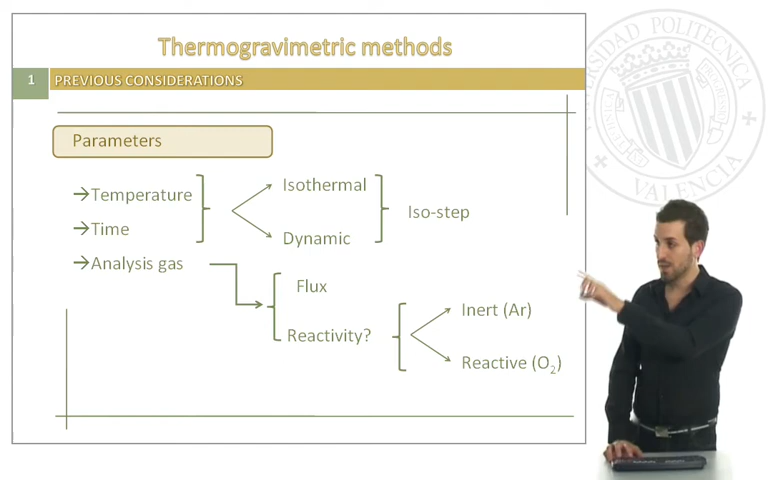 Thermogravimetric methods
1 PREVIOUS CONSIDERATIONS
Parameters
→Temperature
→Time
→Analysis gas
Isothermal
Dynamic
Iso-step
Flux
Reactivity?
Inert (Ar)
Reactive (O₂)
UNIVERSIDAD POLITECNICA
VALENCIA